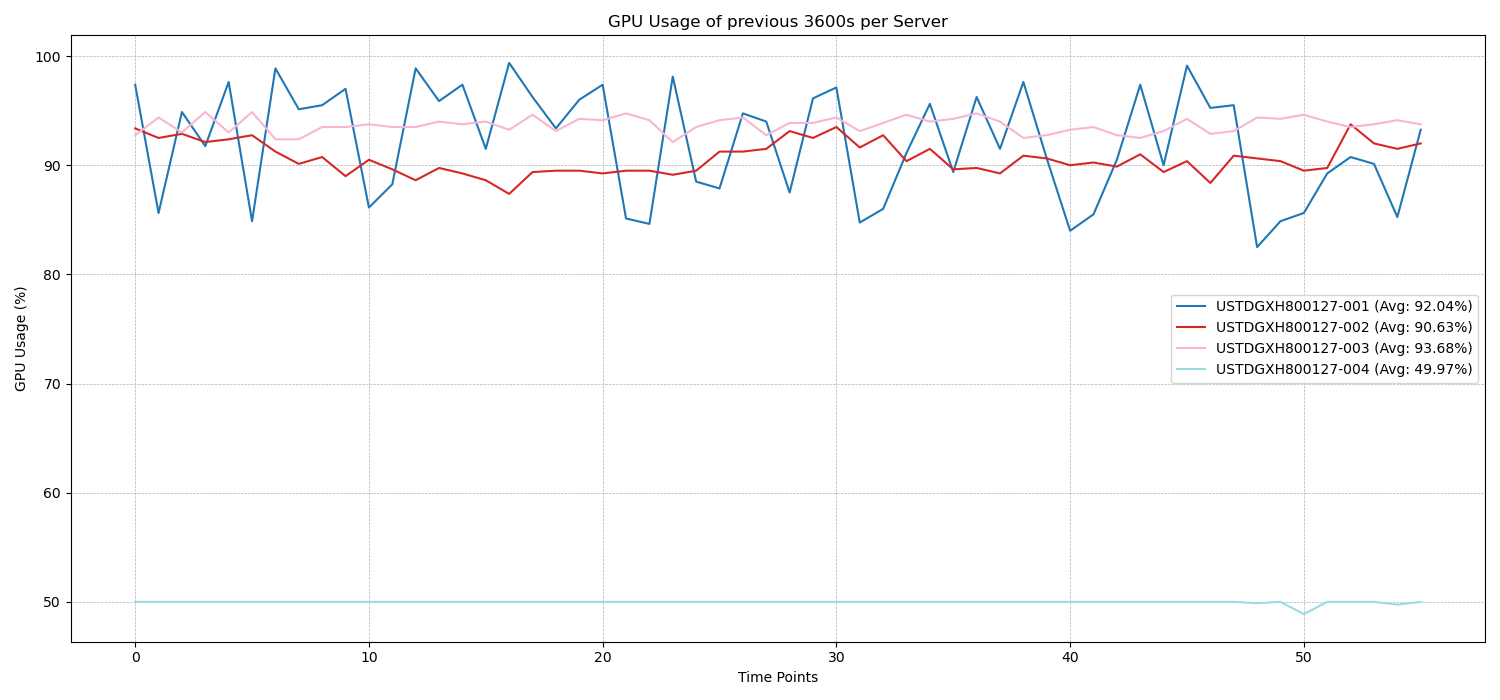 GPU Usage of previous 3600s per Server
GPU Usage (%)
100
90
80
70
60
50
USTDGXH800127-001 (Avg: 92.04%)
USTDGXH800127-002 (Avg: 90.63%)
USTDGXH800127-003 (Avg: 93.68%)
USTDGXH800127-004 (Avg: 49.97%)
0 10 20 30 40 50
Time Points